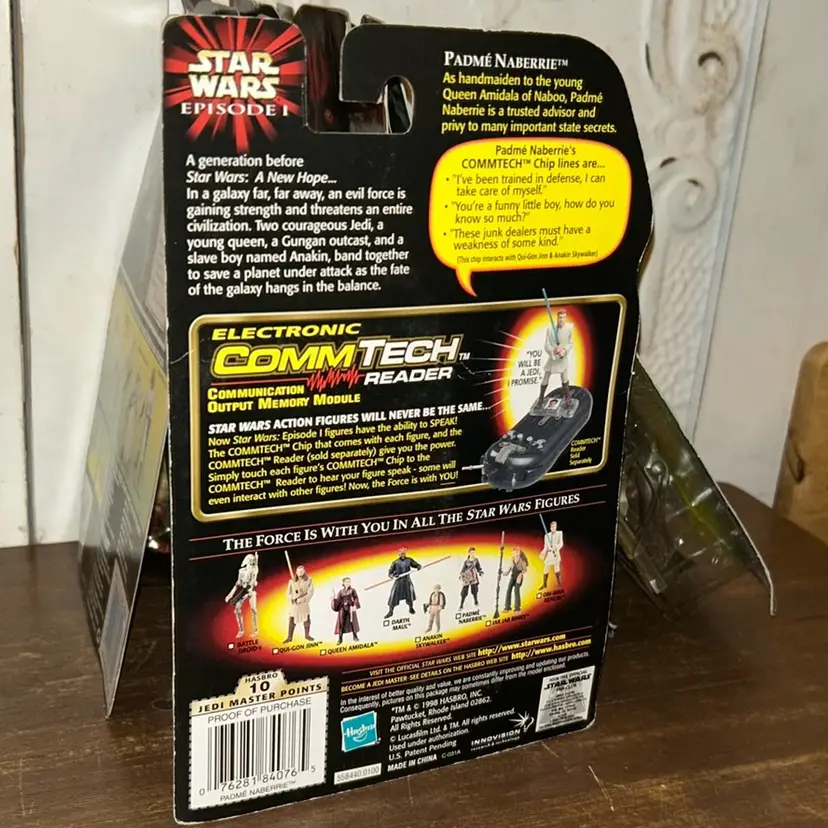 STAR
WARS
EPISODE I
A generation before
Star Wars: A New Hope...
In a galaxy far, far away, an evil force is
gaining strength and threatens an entire
civilization. Two courageous Jedi, a
young queen, a Gungan outcast, and a
slave boy named Anakin, band together
to save a planet under attack as the fate
of the galaxy hangs in the balance.
PADMÉ NABERRIE™
As handmaiden to the young
Queen Amidala of Naboo, Padmé
Naberrie is a trusted advisor and
privy to many important state secrets.
Padmé Naberrie's
COMMTECH™ Chip lines are...
• "I've been trained in defense, I can
take care of myself."
• "You're a funny little boy, how do you
know so much?"
• "These junk dealers must have a
weakness of some kind."
(This chip interacts with Qui-Gon Jinn & Anakin Skywalker)
ELECTRONIC
COMMTECH™
READER
COMMUNICATION
OUTPUT MEMORY MODULE
STAR WARS ACTION FIGURES WILL NEVER BE THE SAME...
Now Star Wars: Episode I figures have the ability to SPEAK!
The COMMTECH™ Chip that comes with each figure, and the
COMMTECH™ Reader (sold separately) give you the power.
Simply touch each figure's COMMTECH™ Chip to the
COMMTECH™ Reader to hear your figure speak - some will
even interact with other figures! Now, the Force is with YOU!
"YOU
WILL BE
A JEDI,
I PROMISE."
COMMTECH™
Reader
Sold
Separately
THE FORCE IS WITH YOU IN ALL THE STAR WARS FIGURES
BATTLE
DROID
QUI-GON JINN™
QUEEN AMIDALA™
DARTH
MAUL™
ANAKIN
SKYWALKER™
PADMÉ
NABERRIE™
JAR JAR BINKS™
OBI-WAN
KENOBI™
VISIT THE OFFICIAL STAR WARS WEB SITE http://www.starwars.com
BECOME A JEDI MASTER-SEE DETAILS ON THE HASBRO WEB SITE http://www.hasbro.com
In the interest of better quality and value, we are constantly improving and updating our products.
Consequently, pictures on this package may sometimes differ from the model enclosed.
HASBRO
10
JEDI MASTER POINTS
PROOF OF PURCHASE
0 76281 84076 5
PADMÉ NABERRIE™
Hasbro
558440.0100
*TM & © 1998 HASBRO, INC.
Pawtucket, Rhode Island 02862.
All Rights Reserved.
© Lucasfilm Ltd. & TM. All rights reserved.
Used under authorization.
U.S. Patent Pending
MADE IN CHINA C-031A
INNOVISION
research & technology
STAR WARS